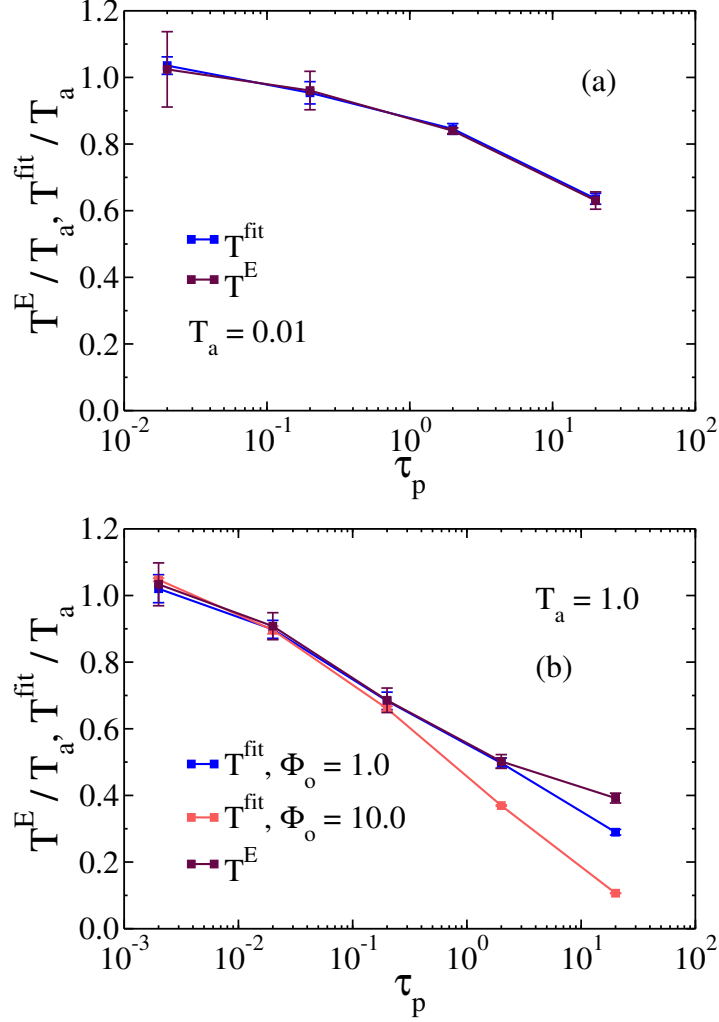 1.2
1.0
0.8
0.6
0.4
0.2
0.0
T^E / T_a, T^fit / T_a
(a)
T^fit
T^E
T_a = 0.01
10^-2 10^-1 10^0 10^1 10^2
τ_p
1.2
1.0
0.8
0.6
0.4
0.2
0.0
T^E / T_a, T^fit / T_a
T_a = 1.0
(b)
T^fit, Φ_o = 1.0
T^fit, Φ_o = 10.0
T^E
10^-3 10^-2 10^-1 10^0 10^1 10^2
τ_p